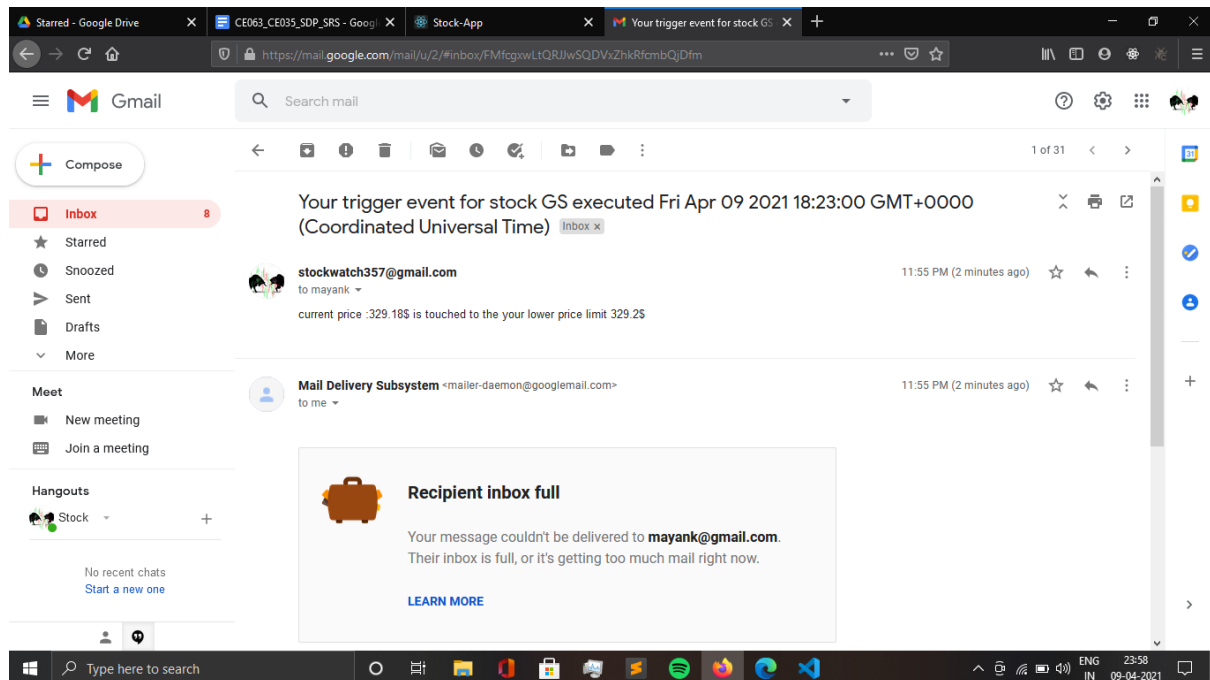 Starred - Google Drive
CE063_CE035_SDP_SRS - Googl
Stock-App
Your trigger event for stock GS
https://mail.google.com/mail/u/2/#inbox/FMfcgxwLtQRJJwSQDVxZhkRfcmbQjDfm
Gmail
Search mail
Compose
1 of 31
31
Inbox 8
Starred
Snoozed
Sent
Drafts
More
Meet
New meeting
Join a meeting
Hangouts
Stock
No recent chats
Start a new one
Your trigger event for stock GS executed Fri Apr 09 2021 18:23:00 GMT+0000
(Coordinated Universal Time) Inbox x
stockwatch357@gmail.com 11:55 PM (2 minutes ago)
to mayank
current price :329.18$ is touched to the your lower price limit 329.2$
Mail Delivery Subsystem <mailer-daemon@googlemail.com> 11:55 PM (2 minutes ago)
to me
Recipient inbox full
Your message couldn't be delivered to mayank@gmail.com.
Their inbox is full, or it's getting too much mail right now.
LEARN MORE
Type here to search
ENG 23:58
IN 09-04-2021